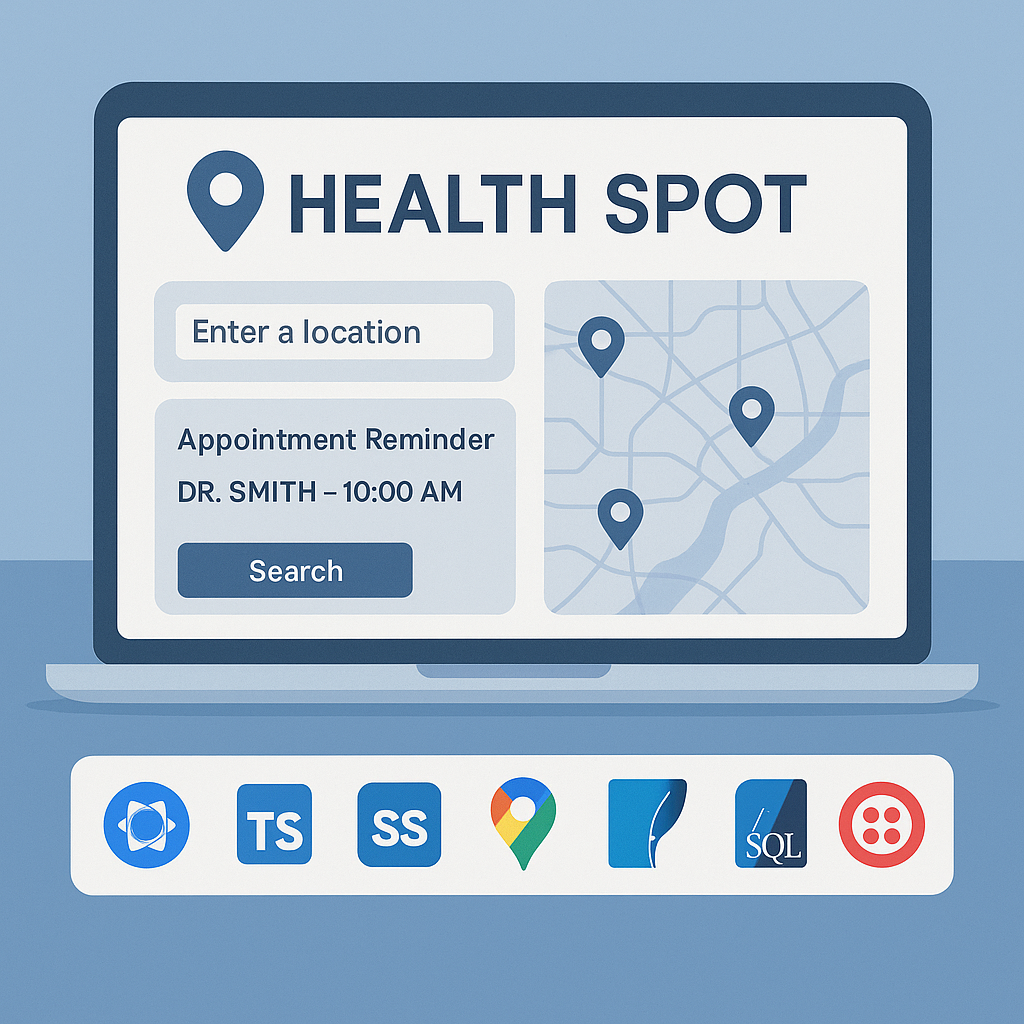 HEALTH SPOT
Enter a location
Appointment Reminder
DR. SMITH – 10:00 AM
Search
TS
SS
SQL